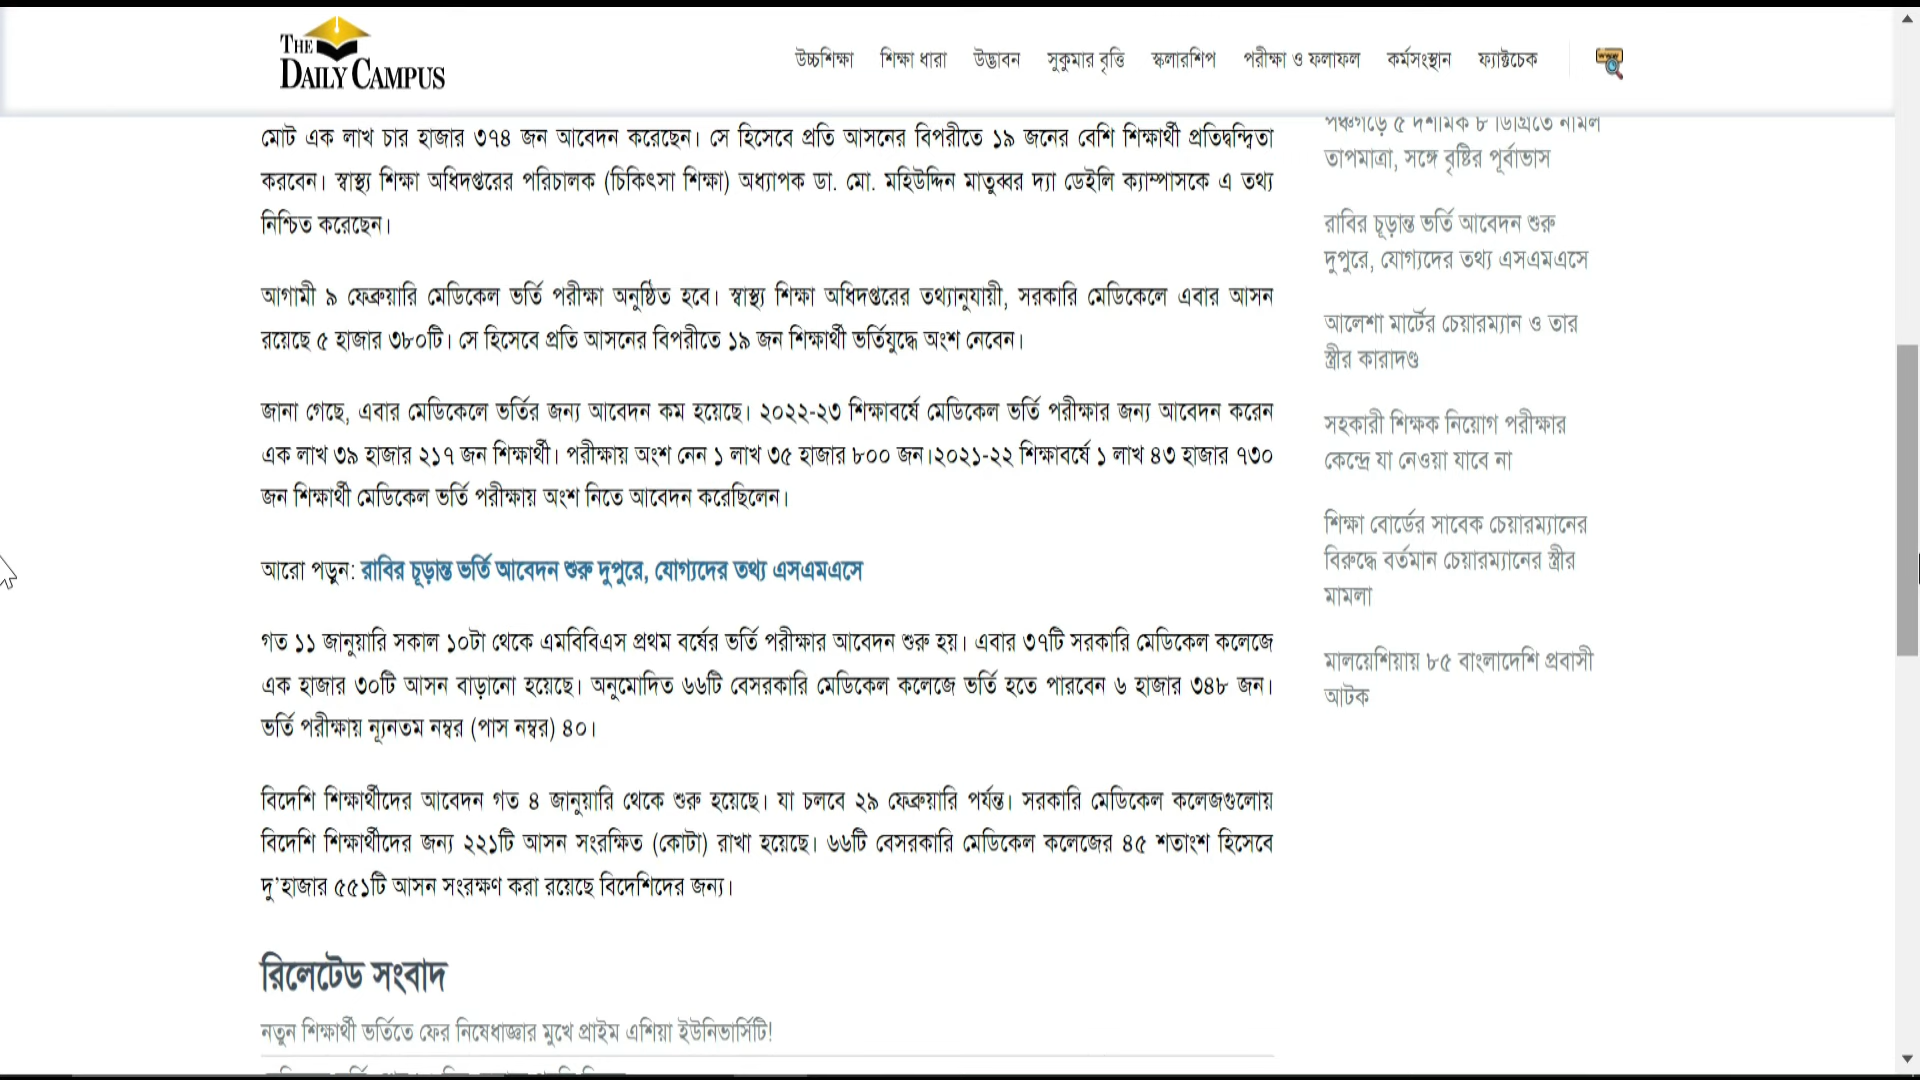 THE
DAILY CAMPUS
উচ্চশিক্ষা শিক্ষা ধারা উদ্ভাবন সুকুমার বৃত্তি স্কলারশিপ পরীক্ষা ও ফলাফল কর্মসংস্থান ফ্যাক্টচেক
মোট এক লাখ চার হাজার ৩৭৪ জন আবেদন করেছেন। সে হিসেবে প্রতি আসনের বিপরীতে ১৯ জনের বেশি শিক্ষার্থী প্রতিদ্বন্দ্বিতা
করবেন। স্বাস্থ্য শিক্ষা অধিদপ্তরের পরিচালক (চিকিৎসা শিক্ষা) অধ্যাপক ডা. মো. মহিউদ্দিন মাতুব্বর দ্যা ডেইলি ক্যাম্পাসকে এ তথ্য
নিশ্চিত করেছেন।
আগামী ৯ ফেব্রুয়ারি মেডিকেল ভর্তি পরীক্ষা অনুষ্ঠিত হবে। স্বাস্থ্য শিক্ষা অধিদপ্তরের তথ্যানুযায়ী, সরকারি মেডিকেলে এবার আসন
রয়েছে ৫ হাজার ৩৮০টি। সে হিসেবে প্রতি আসনের বিপরীতে ১৯ জন শিক্ষার্থী ভর্তিযুদ্ধে অংশ নেবেন।
জানা গেছে, এবার মেডিকেলে ভর্তির জন্য আবেদন কম হয়েছে। ২০২২-২৩ শিক্ষাবর্ষে মেডিকেল ভর্তি পরীক্ষার জন্য আবেদন করেন
এক লাখ ৩৯ হাজার ২১৭ জন শিক্ষার্থী। পরীক্ষায় অংশ নেন ১ লাখ ৩৫ হাজার ৮০০ জন।২০২১-২২ শিক্ষাবর্ষে ১ লাখ ৪৩ হাজার ৭৩০
জন শিক্ষার্থী মেডিকেল ভর্তি পরীক্ষায় অংশ নিতে আবেদন করেছিলেন।
আরো পড়ুন: রাবির চূড়ান্ত ভর্তি আবেদন শুরু দুপুরে, যোগ্যদের তথ্য এসএমএসে
গত ১১ জানুয়ারি সকাল ১০টা থেকে এমবিবিএস প্রথম বর্ষের ভর্তি পরীক্ষার আবেদন শুরু হয়। এবার ৩৭টি সরকারি মেডিকেল কলেজে
এক হাজার ৩০টি আসন বাড়ানো হয়েছে। অনুমোদিত ৬৬টি বেসরকারি মেডিকেল কলেজে ভর্তি হতে পারবেন ৬ হাজার ৩৪৮ জন।
ভর্তি পরীক্ষায় ন্যূনতম নম্বর (পাস নম্বর) ৪০।
বিদেশি শিক্ষার্থীদের আবেদন গত ৪ জানুয়ারি থেকে শুরু হয়েছে। যা চলবে ২৯ ফেব্রুয়ারি পর্যন্ত। সরকারি মেডিকেল কলেজগুলোয়
বিদেশি শিক্ষার্থীদের জন্য ২২১টি আসন সংরক্ষিত (কোটা) রাখা হয়েছে। ৬৬টি বেসরকারি মেডিকেল কলেজের ৪৫ শতাংশ হিসেবে
দু’হাজার ৫৫১টি আসন সংরক্ষণ করা রয়েছে বিদেশিদের জন্য।
রিলেটেড সংবাদ
নতুন শিক্ষার্থী ভর্তিতে ফের নিষেধাজ্ঞার মুখে প্রাইম এশিয়া ইউনিভার্সিটি!
পঞ্চগড়ে ৫ দশমিক ৮ ডিগ্রিতে নামল
তাপমাত্রা, সঙ্গে বৃষ্টির পূর্বাভাস
রাবির চূড়ান্ত ভর্তি আবেদন শুরু
দুপুরে, যোগ্যদের তথ্য এসএমএসে
আলেশা মার্টের চেয়ারম্যান ও তার
স্ত্রীর কারাদণ্ড
সহকারী শিক্ষক নিয়োগ পরীক্ষার
কেন্দ্রে যা নেওয়া যাবে না
শিক্ষা বোর্ডের সাবেক চেয়ারম্যানের
বিরুদ্ধে বর্তমান চেয়ারম্যানের স্ত্রীর
মামলা
মালয়েশিয়ায় ৮৫ বাংলাদেশি প্রবাসী
আটক